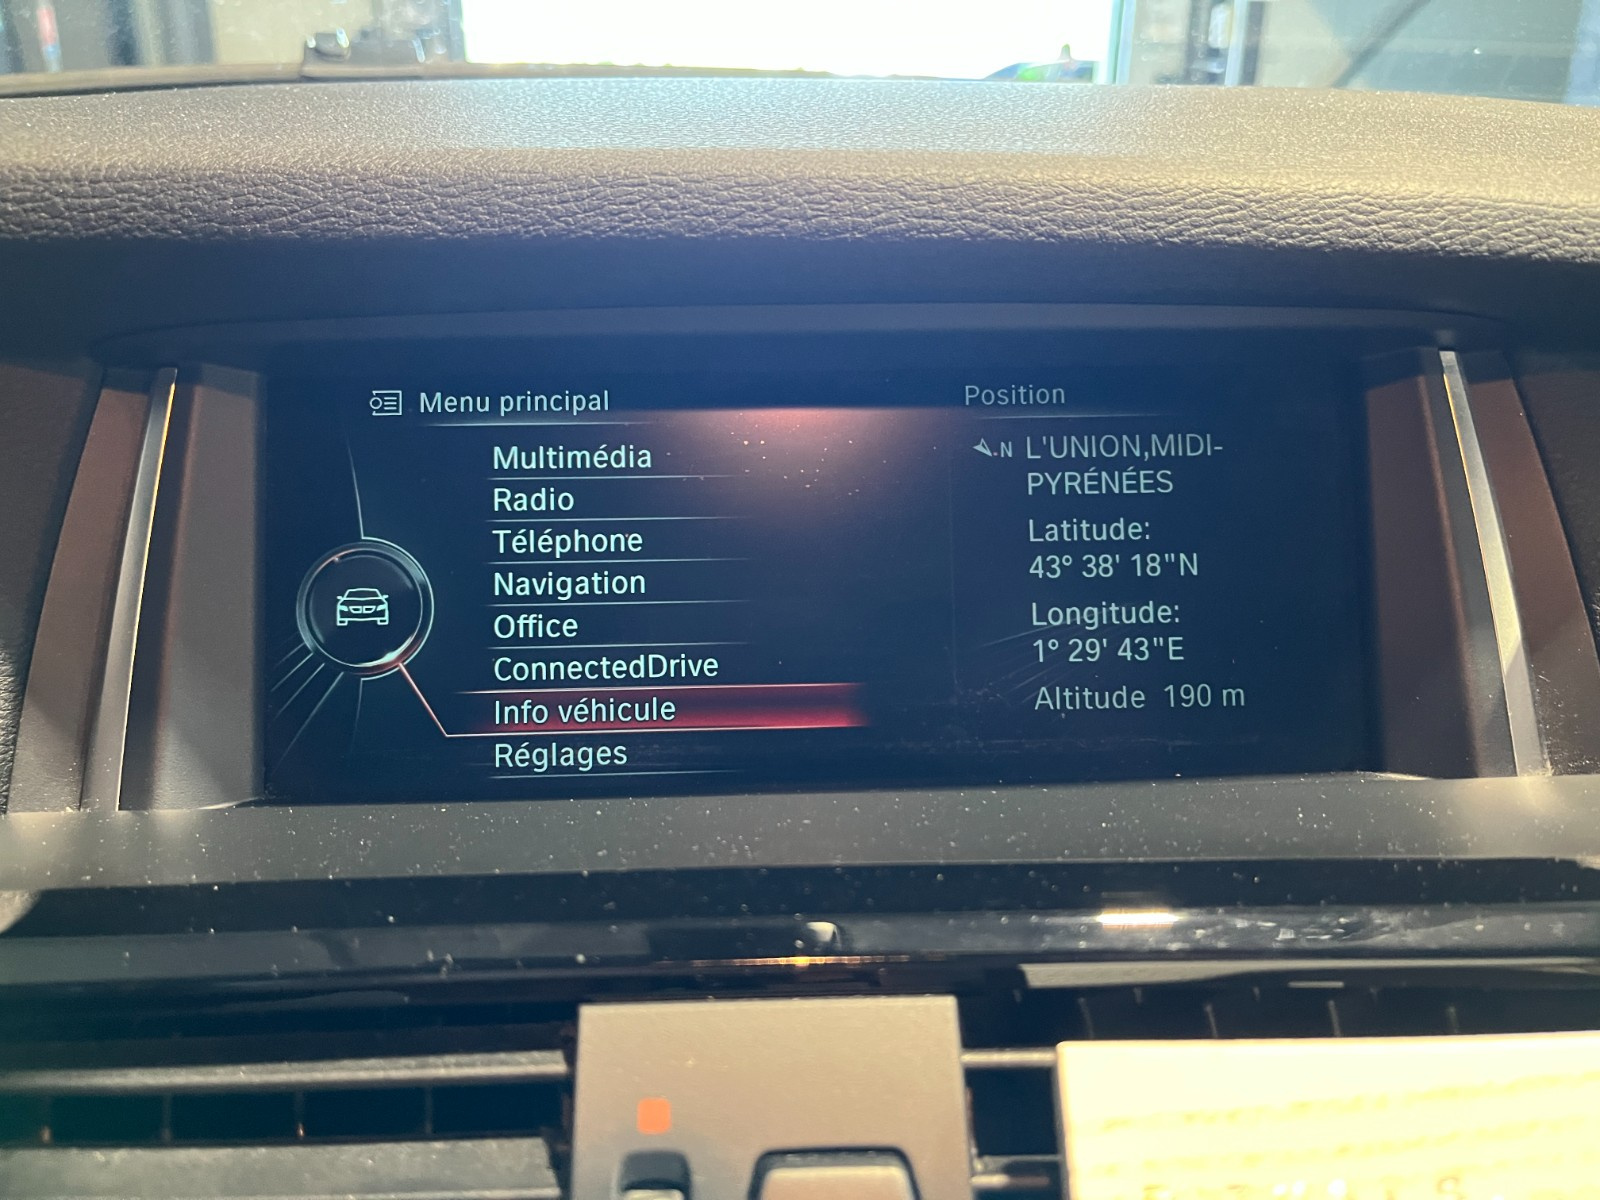 Menu principal
Multimédia
Radio
Téléphone
Navigation
Office
ConnectedDrive
Info véhicule
Réglages
Position
N L'UNION,MIDI-
PYRÉNÉES
Latitude:
43° 38' 18"N
Longitude:
1° 29' 43"E
Altitude 190 m